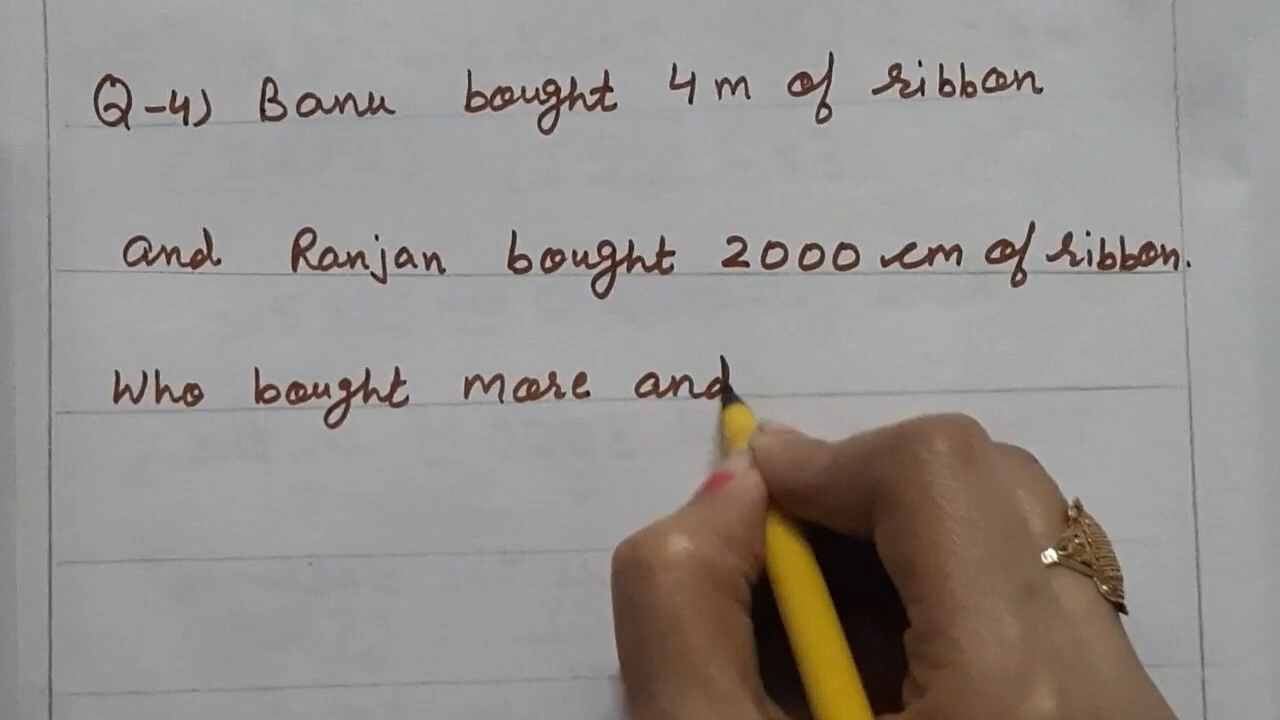 Q-4) Banu bought 4 m of ribbon
and Ranjan bought 2000 cm of ribbon.
Who bought more and